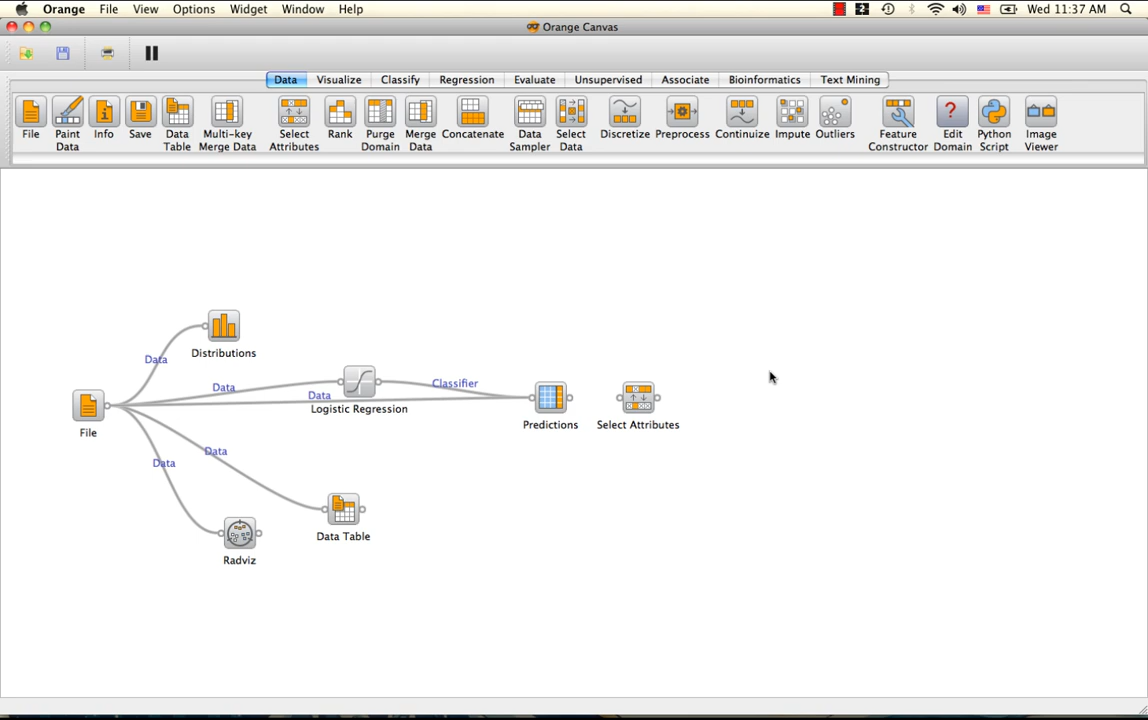 Orange File View Options Widget Window Help 2 Wed 11:37 AM
Orange Canvas
Data Visualize Classify Regression Evaluate Unsupervised Associate Bioinformatics Text Mining
File Paint Data Info Save Data Table Multi-key Merge Data Select Attributes Rank Purge Domain Merge Data Concatenate Data Sampler Select Data Discretize Preprocess Continuize Impute Outliers Feature Constructor ? Edit Domain Python Script Image Viewer
Distributions
Data
Data
Classifier
Data
Logistic Regression
File
Predictions
Select Attributes
Data
Data
Data Table
Radviz